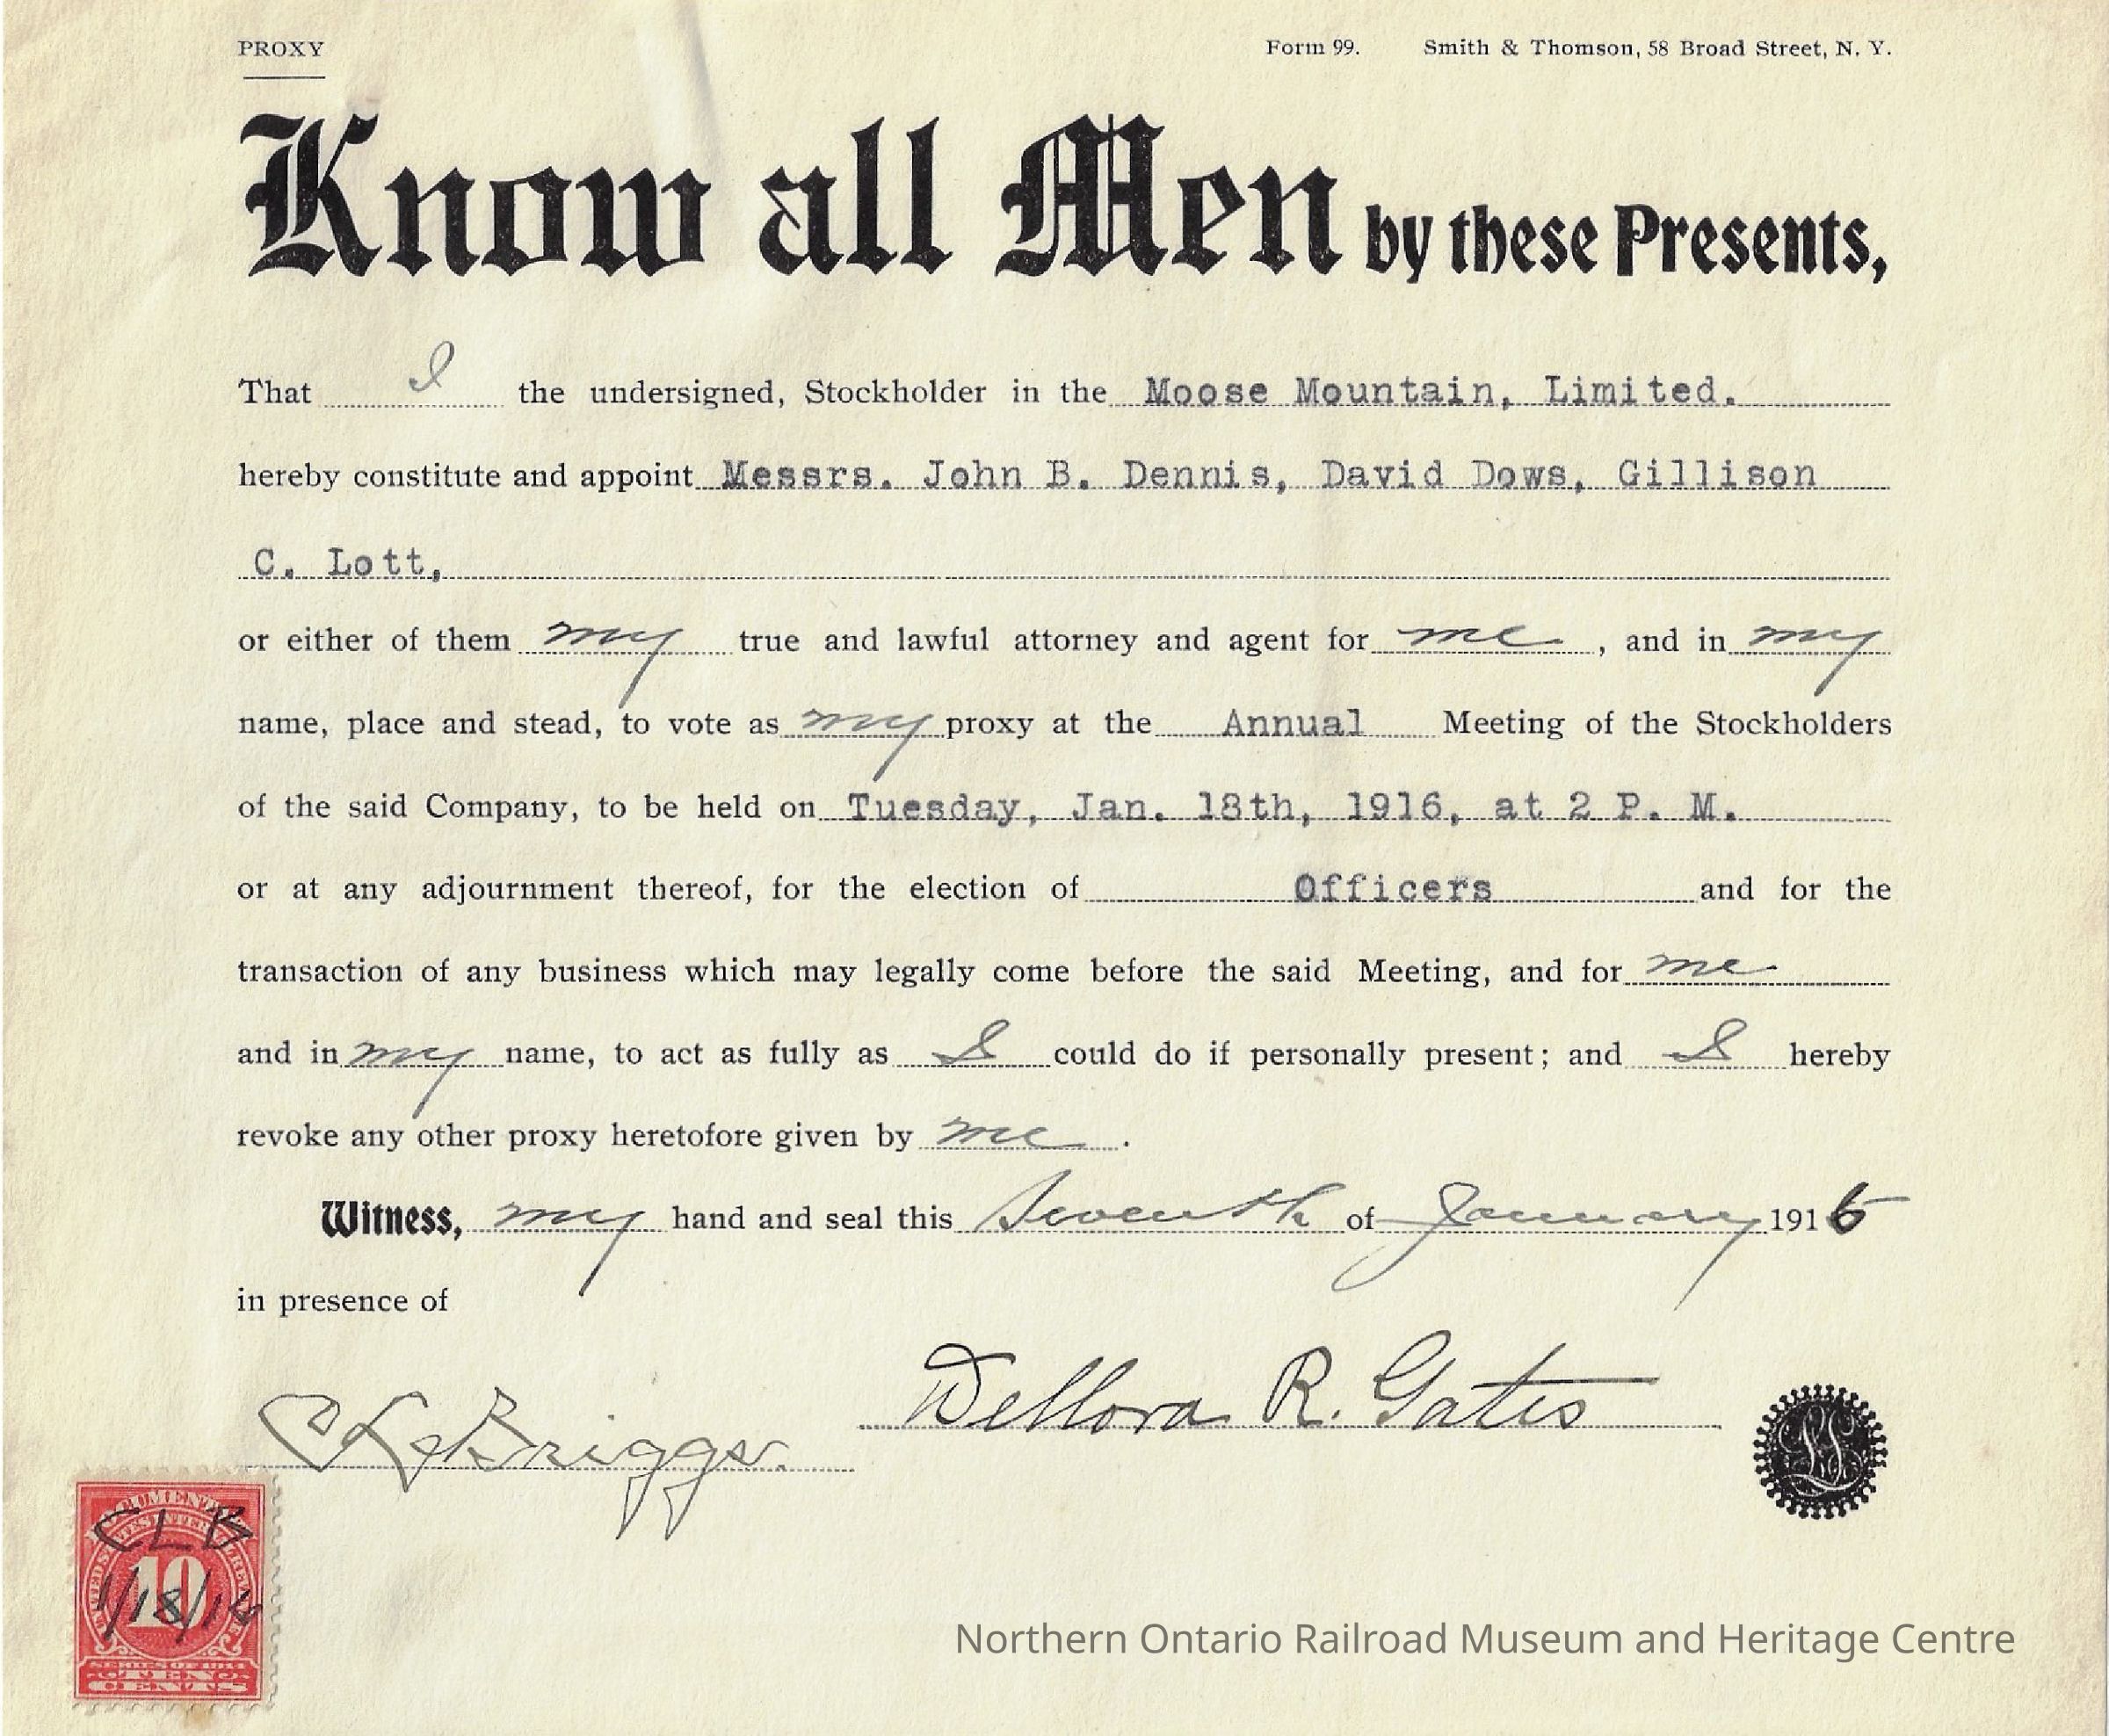 PROXY
Form 99. Smith & Thomson, 58 Broad Street, N. Y.
Know all Men by these Presents,
That I the undersigned, Stockholder in the Moose Mountain, Limited.
hereby constitute and appoint Messrs. John B. Dennis, David Dows, Gillison
C. Lott,
or either of them my true and lawful attorney and agent for me, and in my
name, place and stead, to vote as my proxy at the Annual Meeting of the Stockholders
of the said Company, to be held on Tuesday, Jan. 18th, 1916, at 2 P. M.
or at any adjournment thereof, for the election of Officers and for the
transaction of any business which may legally come before the said Meeting, and for me
and in my name, to act as fully as I could do if personally present; and I hereby
revoke any other proxy heretofore given by me.
Witness, my hand and seal this Seventh of January 1916
in presence of
Dellora R. Gates
C L Briggs.
LS
CLB
10
1/18/16
SERIES OF 1914
TEN
CENTS
Northern Ontario Railroad Museum and Heritage Centre